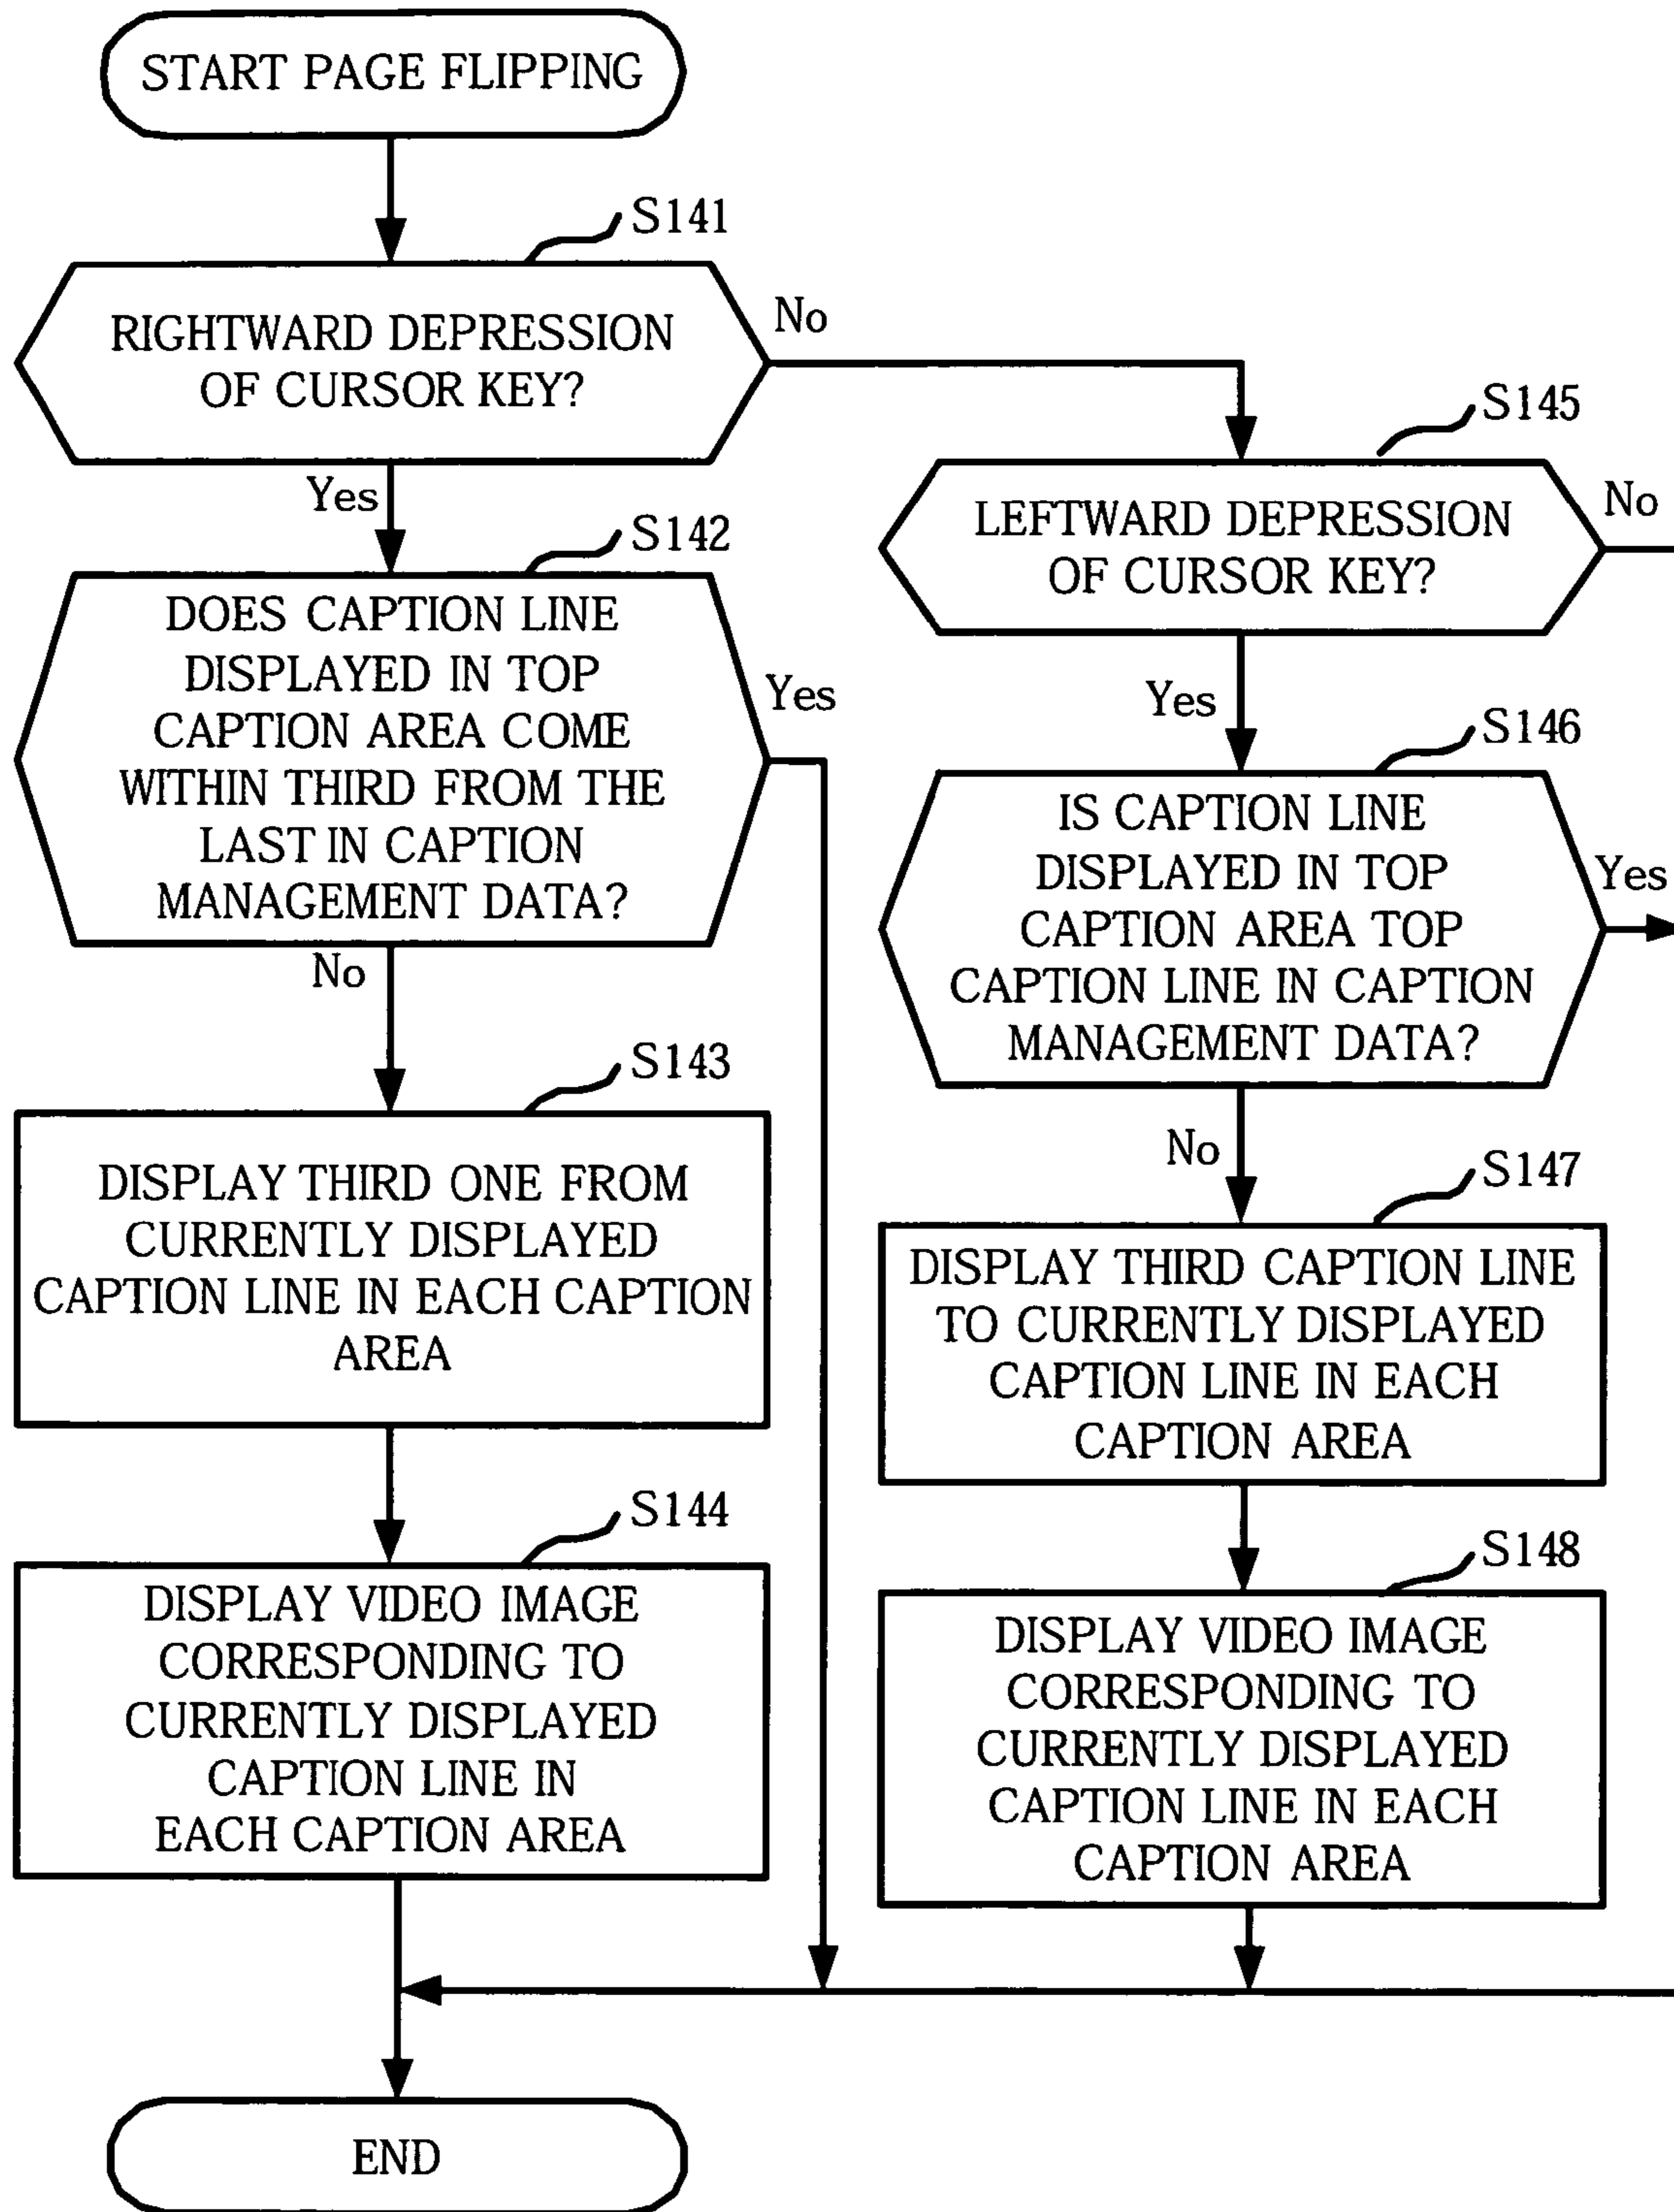 START PAGE FLIPPING
S141
RIGHTWARD DEPRESSION
OF CURSOR KEY?
No
Yes
S142
DOES CAPTION LINE
DISPLAYED IN TOP
CAPTION AREA COME
WITHIN THIRD FROM THE
LAST IN CAPTION
MANAGEMENT DATA?
Yes
No
S143
DISPLAY THIRD ONE FROM
CURRENTLY DISPLAYED
CAPTION LINE IN EACH CAPTION
AREA
S144
DISPLAY VIDEO IMAGE
CORRESPONDING TO
CURRENTLY DISPLAYED
CAPTION LINE IN
EACH CAPTION AREA
S145
LEFTWARD DEPRESSION
OF CURSOR KEY?
No
Yes
S146
IS CAPTION LINE
DISPLAYED IN TOP
CAPTION AREA TOP
CAPTION LINE IN CAPTION
MANAGEMENT DATA?
Yes
No
S147
DISPLAY THIRD CAPTION LINE
TO CURRENTLY DISPLAYED
CAPTION LINE IN EACH
CAPTION AREA
S148
DISPLAY VIDEO IMAGE
CORRESPONDING TO
CURRENTLY DISPLAYED
CAPTION LINE IN EACH
CAPTION AREA
END